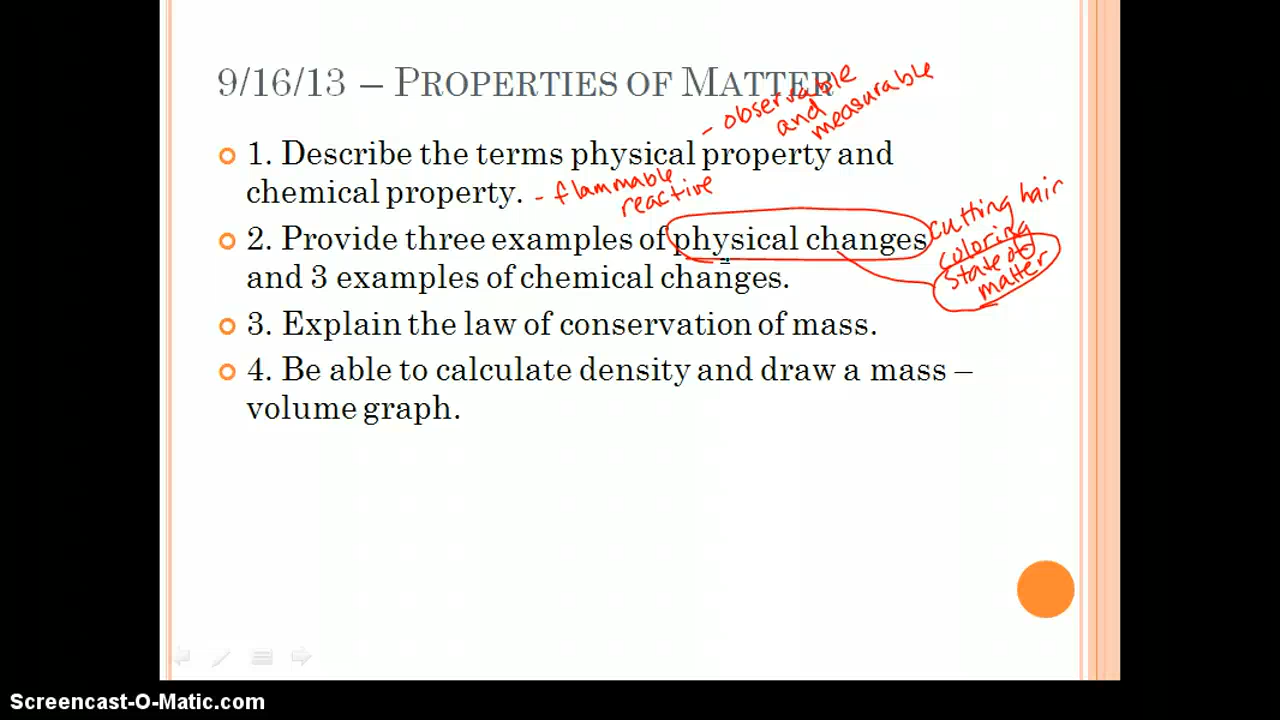 9/16/13 – PROPERTIES OF MATTER
- observable
and
measurable
1. Describe the terms physical property and
chemical property.
- flammable
reactive
2. Provide three examples of physical changes
and 3 examples of chemical changes.
cutting hair
coloring
state of
matter
3. Explain the law of conservation of mass.
4. Be able to calculate density and draw a mass –
volume graph.
Screencast-O-Matic.com